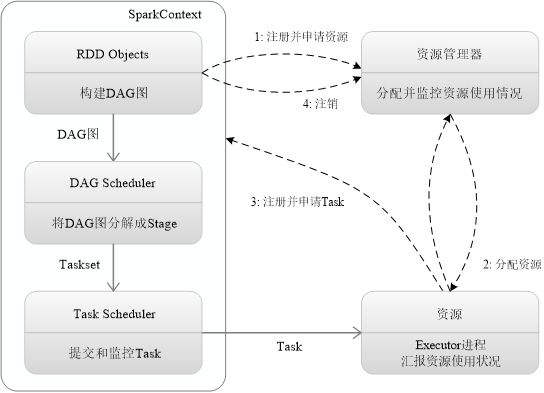 SparkContext
RDD Objects
构建DAG图
DAG图
DAG Scheduler
将DAG图分解成Stage
Taskset
Task Scheduler
提交和监控Task
1: 注册并申请资源
4: 注销
资源管理器
分配并监控资源使用情况
3: 注册并申请Task
2: 分配资源
Task
资源
Executor进程
汇报资源使用状况